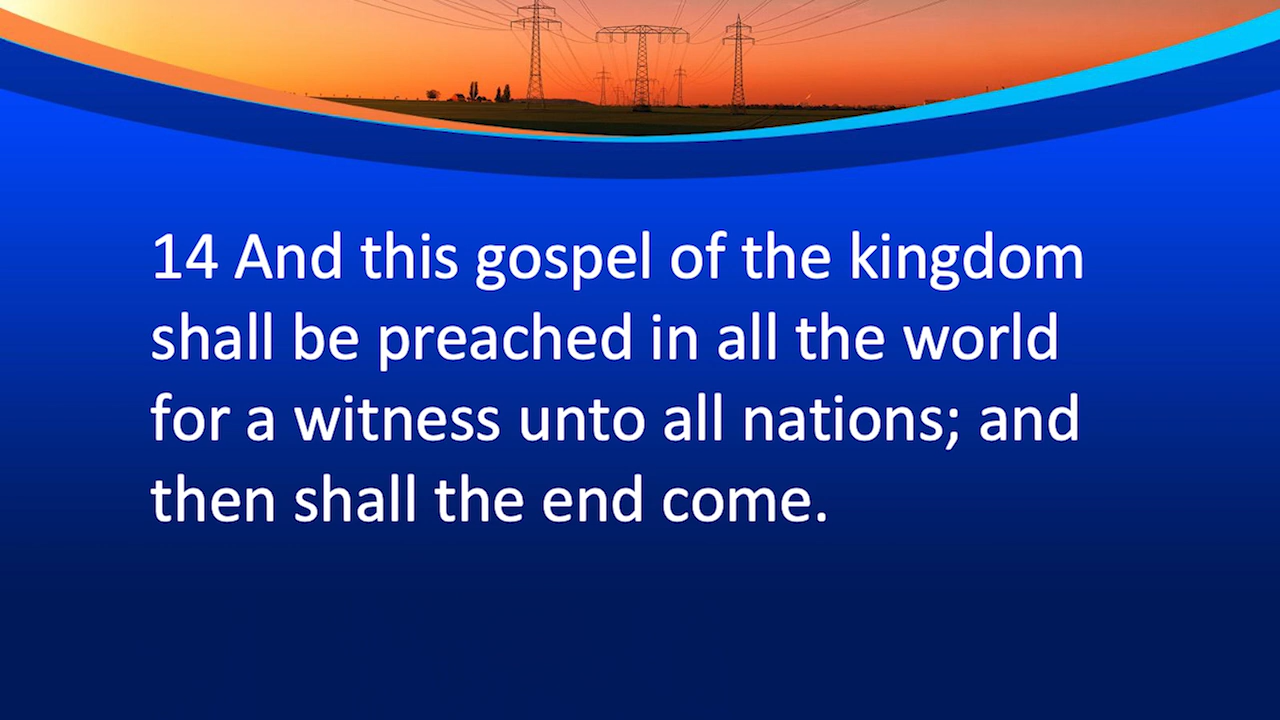 14 And this gospel of the kingdom
shall be preached in all the world
for a witness unto all nations; and
then shall the end come.